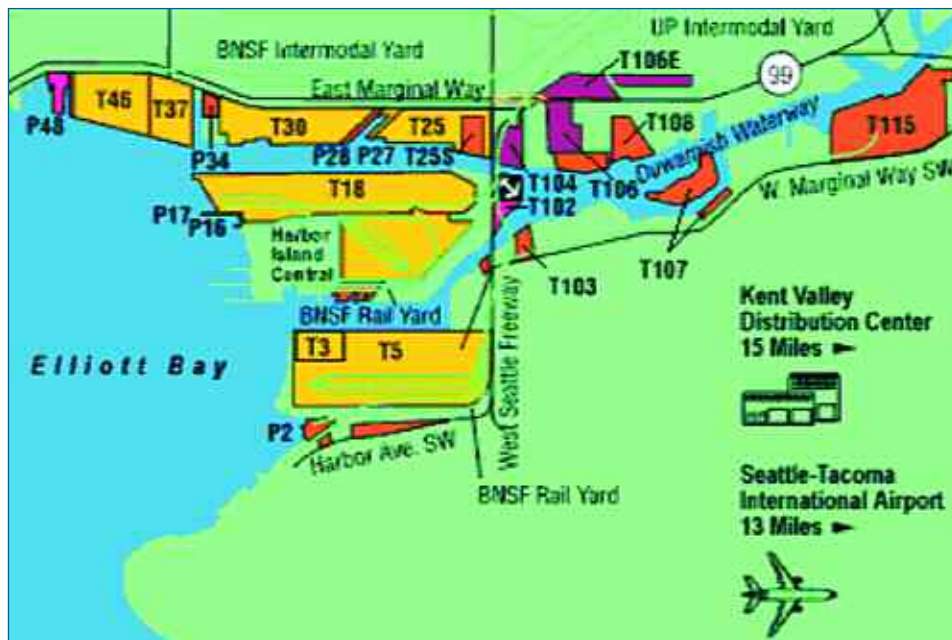 UP Intermodal Yard
BNSF Intermodal Yard
T106E
99
East Marginal Way
T46
T37
P48
T30
T25
T108
T115
P34
P28
P27
T25S
Duwamish Waterway
T104
T106
T18
T102
W. Marginal Way SW
P17
P16
Harbor
Island
Central
T103
T107
BNSF Rail Yard
Kent Valley
Distribution Center
15 Miles
T3
T5
Elliott Bay
West Seattle Freeway
P2
Harbor Ave. SW
BNSF Rail Yard
Seattle-Tacoma
International Airport
13 Miles